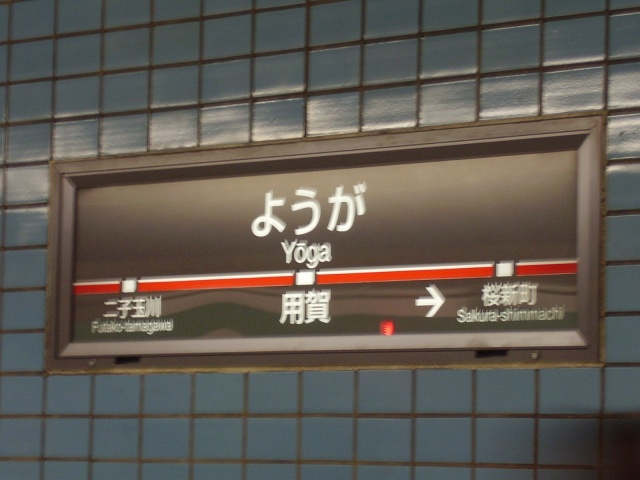 ようが
Yōga
二子玉川
Futako-tamagawa
用賀
→
桜新町
Sakura-shimmachi